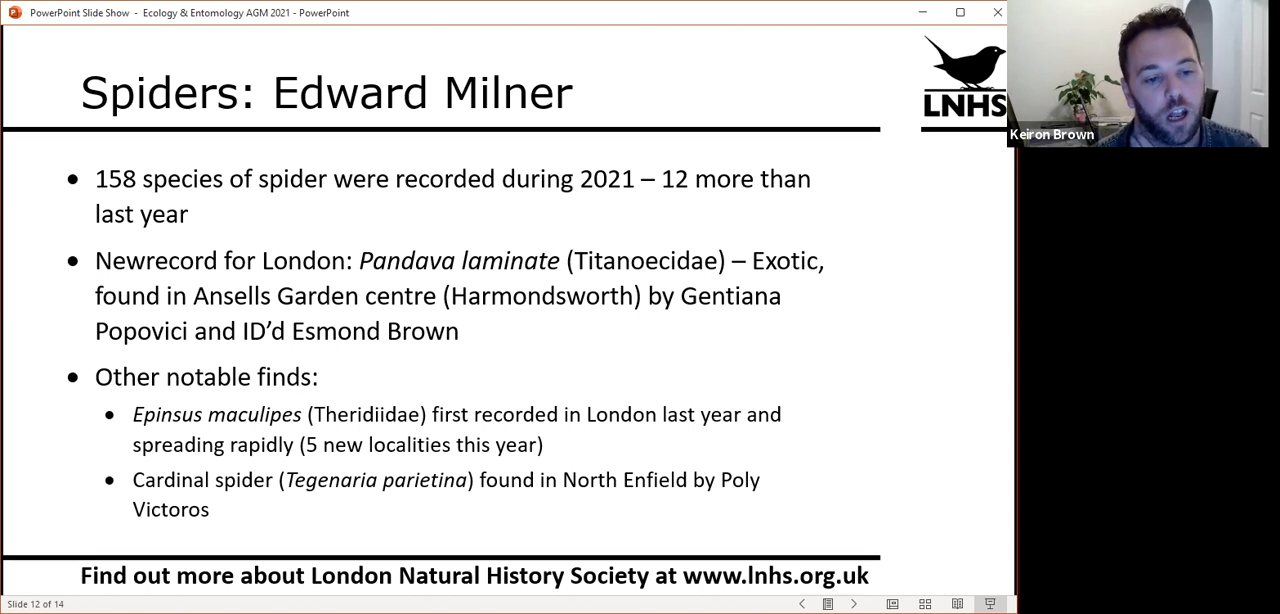 PowerPoint Slide Show - Ecology & Entomology AGM 2021 - PowerPoint
Spiders: Edward Milner
LNHS
Keiron Brown
• 158 species of spider were recorded during 2021 – 12 more than
last year
• Newrecord for London: Pandava laminate (Titanoecidae) – Exotic,
found in Ansells Garden centre (Harmondsworth) by Gentiana
Popovici and ID’d Esmond Brown
• Other notable finds:
• Epinsus maculipes (Theridiidae) first recorded in London last year and
spreading rapidly (5 new localities this year)
• Cardinal spider (Tegenaria parietina) found in North Enfield by Poly
Victoros
Find out more about London Natural History Society at www.lnhs.org.uk
Slide 12 of 14